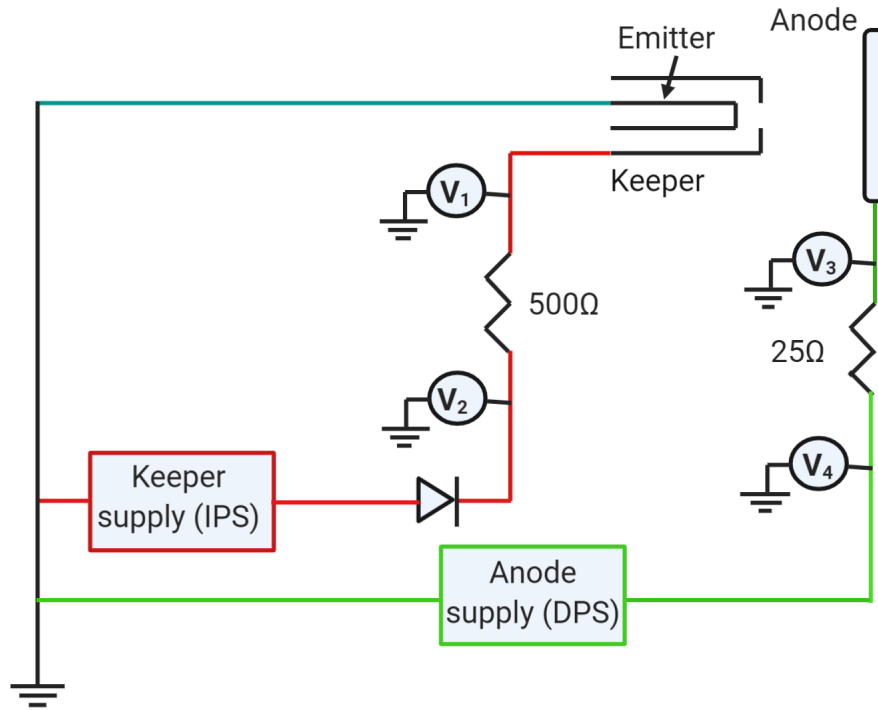 Anode
Emitter
V₁
Keeper
V₃
500Ω
25Ω
V₂
V₄
Keeper
supply (IPS)
Anode
supply (DPS)